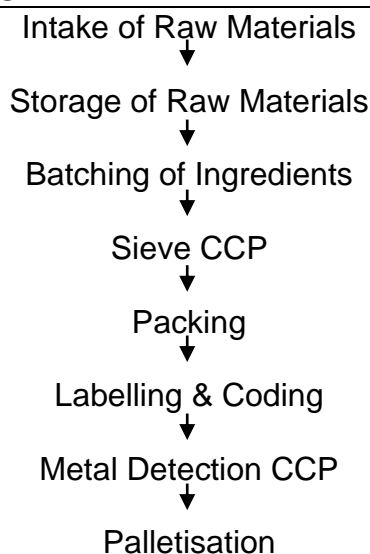 Intake of Raw Materials
Storage of Raw Materials
Batching of Ingredients
Sieve CCP
Packing
Labelling & Coding
Metal Detection CCP
Palletisation